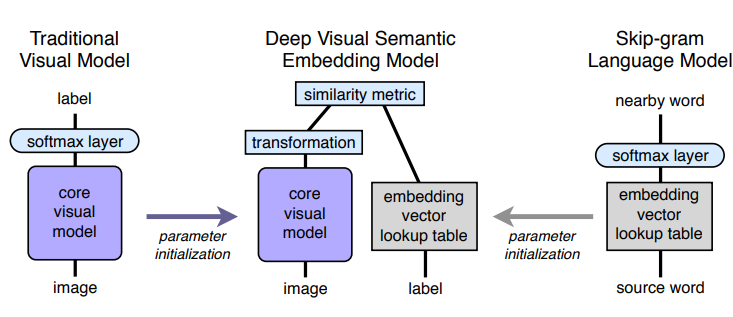 Traditional
Visual Model
label
softmax layer
core
visual
model
image
parameter
initialization
Deep Visual Semantic
Embedding Model
similarity metric
transformation
core
visual
model
image
embedding
vector
lookup table
label
parameter
initialization
Skip-gram
Language Model
nearby word
softmax layer
embedding
vector
lookup table
source word